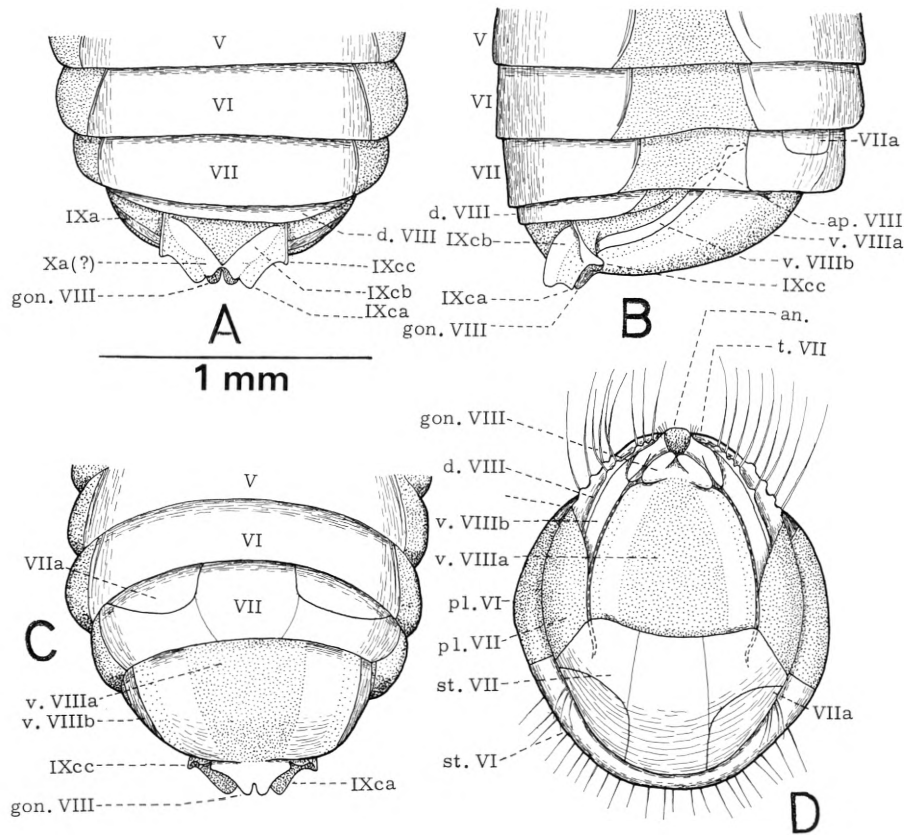 V
VI
VII
IXa
d. VIII
Xa(?)
IXcc
gon. VIII
IXcb
IXca
A
1 mm
V
VI
VII
VIIa
d. VIII
ap. VIII
IXcb
v. VIIIa
v. VIIIb
IXca
IXcc
gon. VIII
B
V
VI
VIIa
VII
C
v. VIIIa
v. VIIIb
IXcc
IXca
gon. VIII
an.
t. VII
gon. VIII
d. VIII
v. VIIIb
v. VIIIa
pl. VI
pl. VII
st. VII
VIIa
st. VI
D